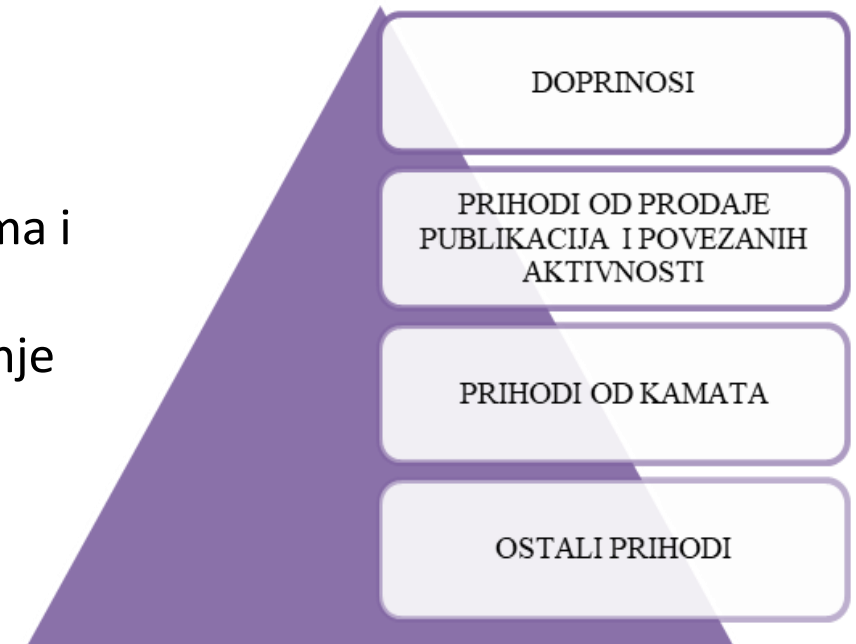 ma i
nje
DOPRINOSI
PRIHODI OD PRODAJE
PUBLIKACIJA I POVEZANIH
AKTIVNOSTI
PRIHODI OD KAMATA
OSTALI PRIHODI